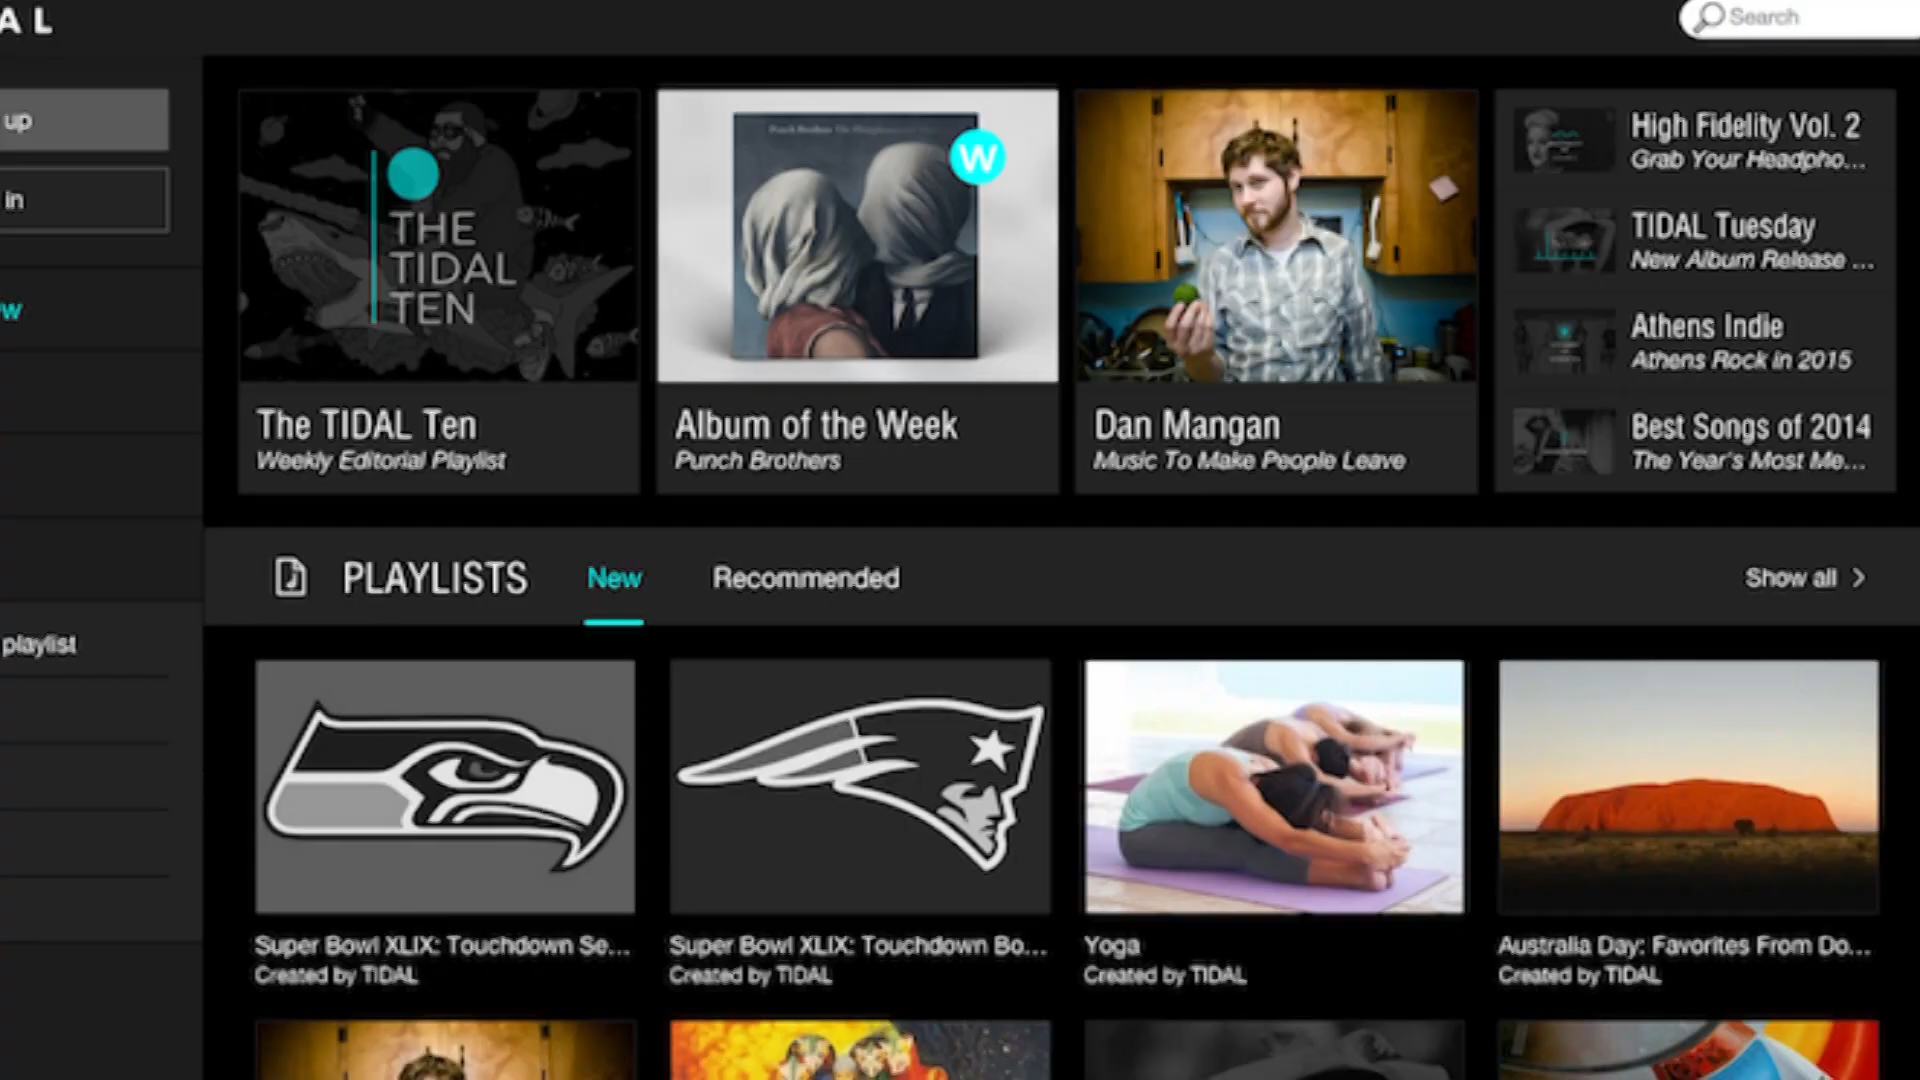 AL
Search
up
in
w
playlist
THE
TIDAL
TEN
The TIDAL Ten
Weekly Editorial Playlist
Punch Brothers
W
Album of the Week
Punch Brothers
Dan Mangan
Music To Make People Leave
High Fidelity Vol. 2
Grab Your Headpho...
TIDAL Tuesday
New Album Release ...
Athens Indie
Athens Rock in 2015
Best Songs of 2014
The Year's Most Me...
PLAYLISTS
New
Recommended
Show all
Super Bowl XLIX: Touchdown Se...
Created by TIDAL
Super Bowl XLIX: Touchdown Bo...
Created by TIDAL
Yoga
Created by TIDAL
Australia Day: Favorites From Do...
Created by TIDAL